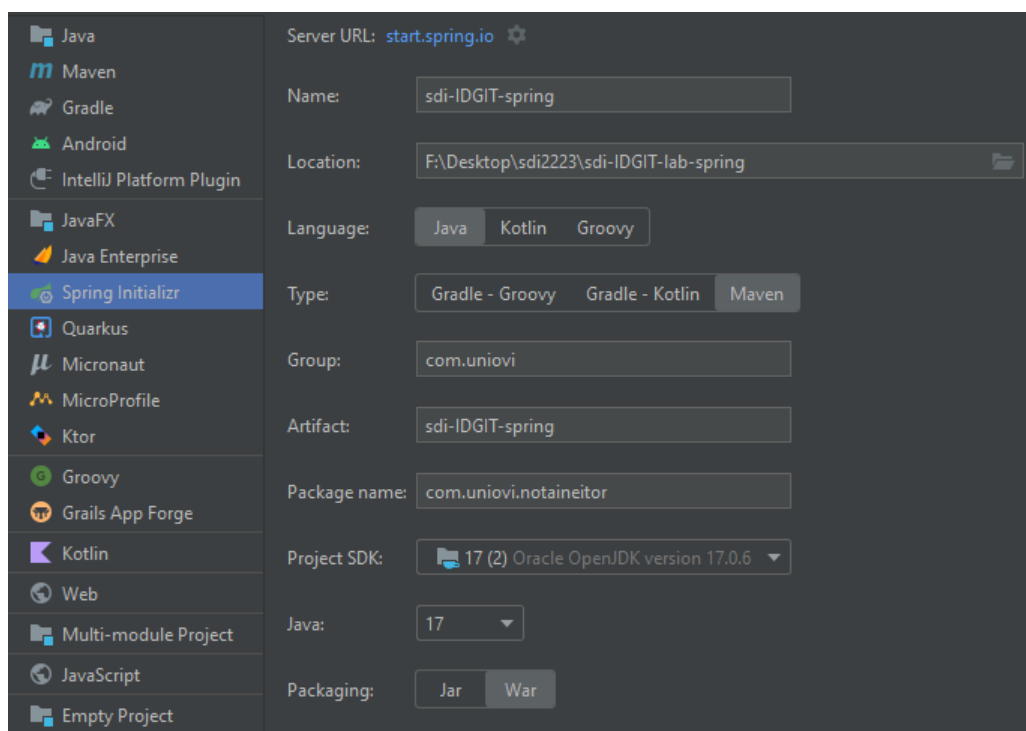 Java
Maven
Gradle
Android
IntelliJ Platform Plugin
JavaFX
Java Enterprise
Spring Initializr
Quarkus
Micronaut
MicroProfile
Ktor
Groovy
Grails App Forge
Kotlin
Web
Multi-module Project
JavaScript
Empty Project
Server URL: start.spring.io
Name: sdi-IDGIT-spring
Location: F:\Desktop\sdi2223\sdi-IDGIT-lab-spring
Language: Java Kotlin Groovy
Type: Gradle - Groovy Gradle - Kotlin Maven
Group: com.uniovi
Artifact: sdi-IDGIT-spring
Package name: com.uniovi.notaineitor
Project SDK: 17 (2) Oracle OpenJDK version 17.0.6
Java: 17
Packaging: Jar War